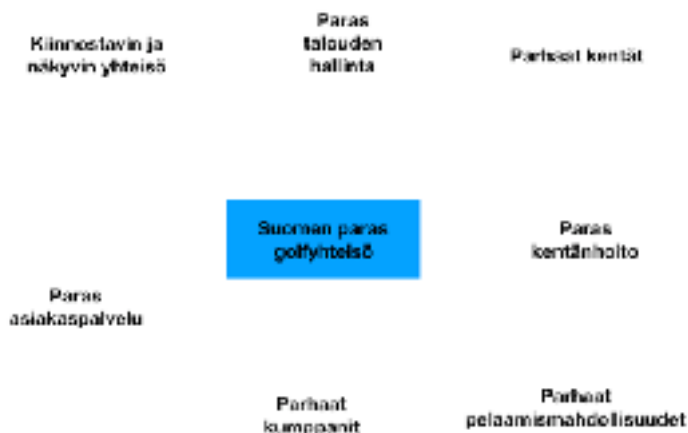 Kiinnostavin ja
näkyvin yhteisö
Paras
talouden
hallinta
Parhaat kentät
Suomen paras
golfyhteisö
Paras
kentänhoito
Paras
asiakaspalvelu
Parhaat
kumppanit
Parhaat
pelaamismahdollisuudet